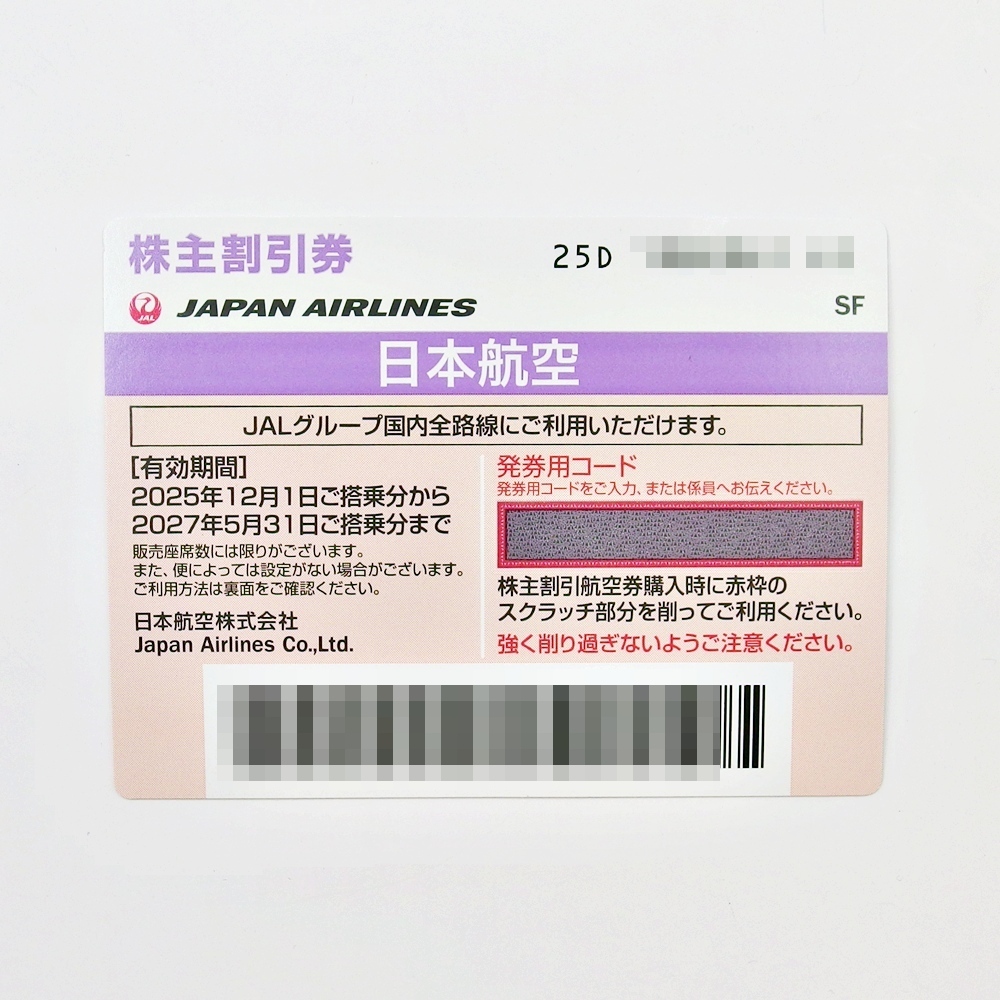 株主割引券
25D
JAL JAPAN AIRLINES
SF
日本航空
JALグループ国内全路線にご利用いただけます。
[有効期間]
2025年12月1日ご搭乗分から
2027年5月31日ご搭乗分まで
販売座席数には限りがございます。
また、便によっては設定がない場合がございます。
ご利用方法は裏面をご確認ください。
日本航空株式会社
Japan Airlines Co.,Ltd.
発券用コード
発券用コードをご入力、または係員へお伝えください。
株主割引航空券購入時に赤枠の
スクラッチ部分を削ってご利用ください。
強く削り過ぎないようご注意ください。